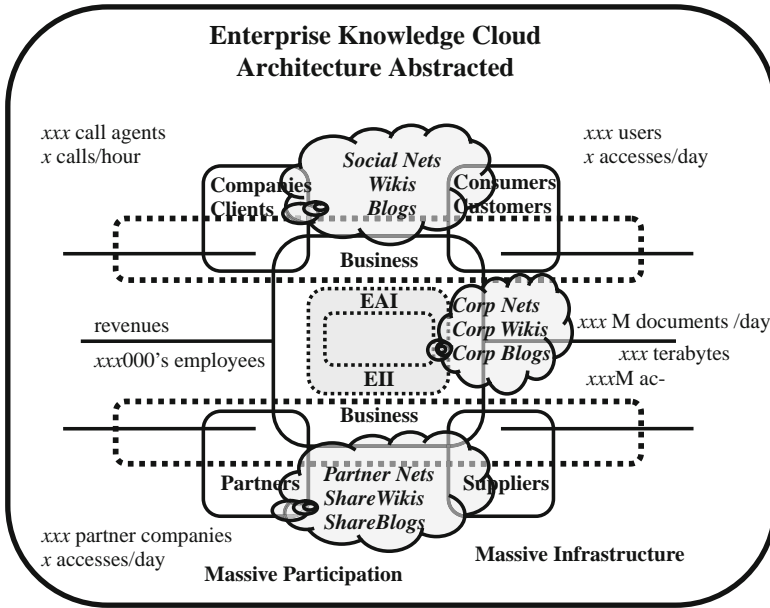 Enterprise Knowledge Cloud
Architecture Abstracted
xxx call agents
x calls/hour
xxx users
x accesses/day
Social Nets
Wikis
Blogs
Companies
Clients
Consumers
Customers
Business
EAI
EII
Corp Nets
Corp Wikis
Corp Blogs
revenues
xxx000's employees
xxx M documents /day
xxx terabytes
xxxM ac-
Business
Partners
Partner Nets
ShareWikis
ShareBlogs
Suppliers
xxx partner companies
x accesses/day
Massive Participation
Massive Infrastructure